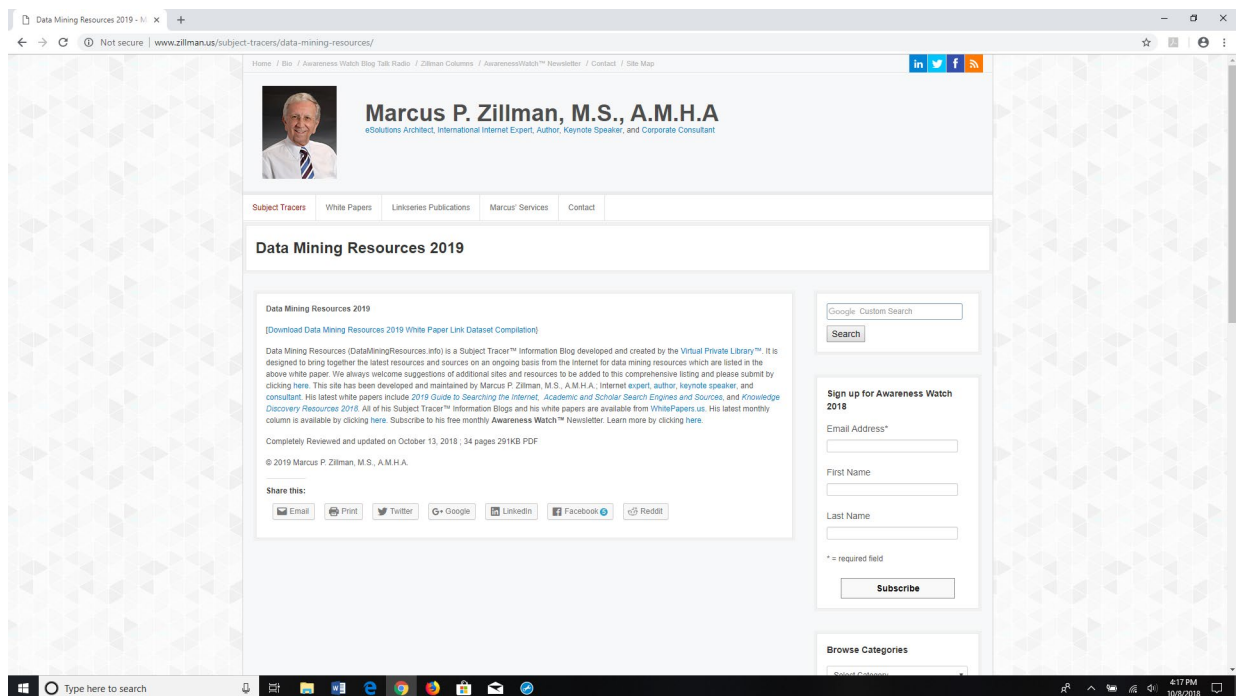 Data Mining Resources 2019 - M
Not secure | www.zillman.us/subject-tracers/data-mining-resources/
Home / Bio / Awareness Watch Blog Talk Radio / Zillman Columns / AwarenessWatch™ Newsletter / Contact / Site Map
Marcus P. Zillman, M.S., A.M.H.A
eSolutions Architect, International Internet Expert, Author, Keynote Speaker, and Corporate Consultant
Subject Tracers White Papers Linkseries Publications Marcus' Services Contact
Data Mining Resources 2019
Data Mining Resources 2019
[Download Data Mining Resources 2019 White Paper Link Dataset Compilation]
Data Mining Resources (DataMiningResources.info) is a Subject Tracer™ Information Blog developed and created by the Virtual Private Library™. It is
designed to bring together the latest resources and sources on an ongoing basis from the Internet for data mining resources which are listed in the
above white paper. We always welcome suggestions of additional sites and resources to be added to this comprehensive listing and please submit by
clicking here. This site has been developed and maintained by Marcus P. Zillman, M.S., A.M.H.A.; Internet expert, author, keynote speaker, and
consultant. His latest white papers include 2019 Guide to Searching the Internet, Academic and Scholar Search Engines and Sources, and Knowledge
Discovery Resources 2018. All of his Subject Tracer™ Information Blogs and his white papers are available from WhitePapers.us. His latest monthly
column is available by clicking here. Subscribe to his free monthly Awareness Watch™ Newsletter. Learn more by clicking here.
Completely Reviewed and updated on October 13, 2018 ; 34 pages 291KB PDF
© 2019 Marcus P. Zillman, M.S., A.M.H.A.
Share this:
Email Print Twitter G+ Google LinkedIn Facebook 5 Reddit
Google Custom Search
Search
Sign up for Awareness Watch
2018
Email Address*
First Name
Last Name
* = required field
Subscribe
Browse Categories
Select Category
Type here to search
4:17 PM
10/8/2018